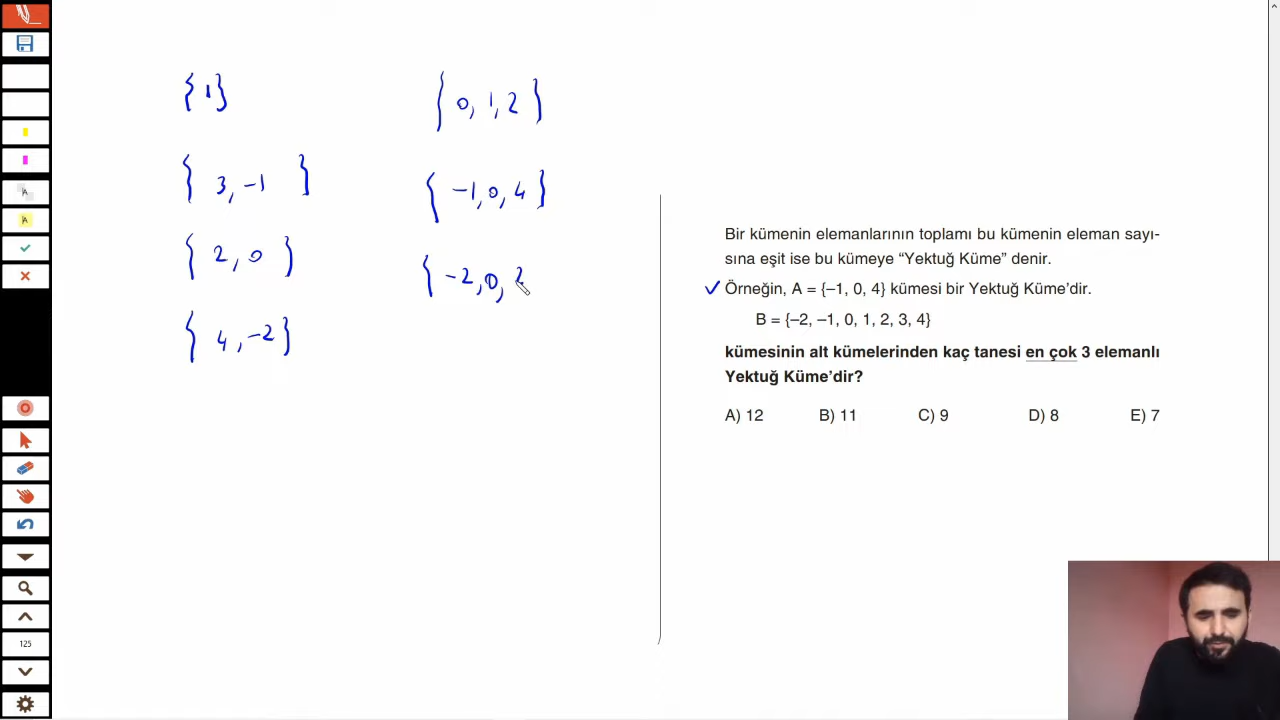 {1}
{3, -1}
{2, 0}
{4, -2}
{0, 1, 2}
{-1, 0, 4}
{-2, 0, 2
Bir kümenin elemanlarının toplamı bu kümenin eleman sayı-
sına eşit ise bu kümeye “Yektuğ Küme” denir.
✓ Örneğin, A = {–1, 0, 4} kümesi bir Yektuğ Küme’dir.
B = {–2, –1, 0, 1, 2, 3, 4}
kümesinin alt kümelerinden kaç tanesi en çok 3 elemanlı
Yektuğ Küme’dir?
A) 12 B) 11 C) 9 D) 8 E) 7
A
A
125